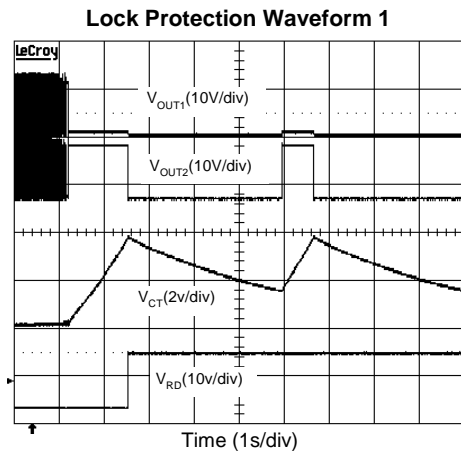 Lock Protection Waveform 1
LeCroy
VOUT1(10V/div)
VOUT2(10V/div)
VCT(2v/div)
VRD(10v/div)
Time (1s/div)